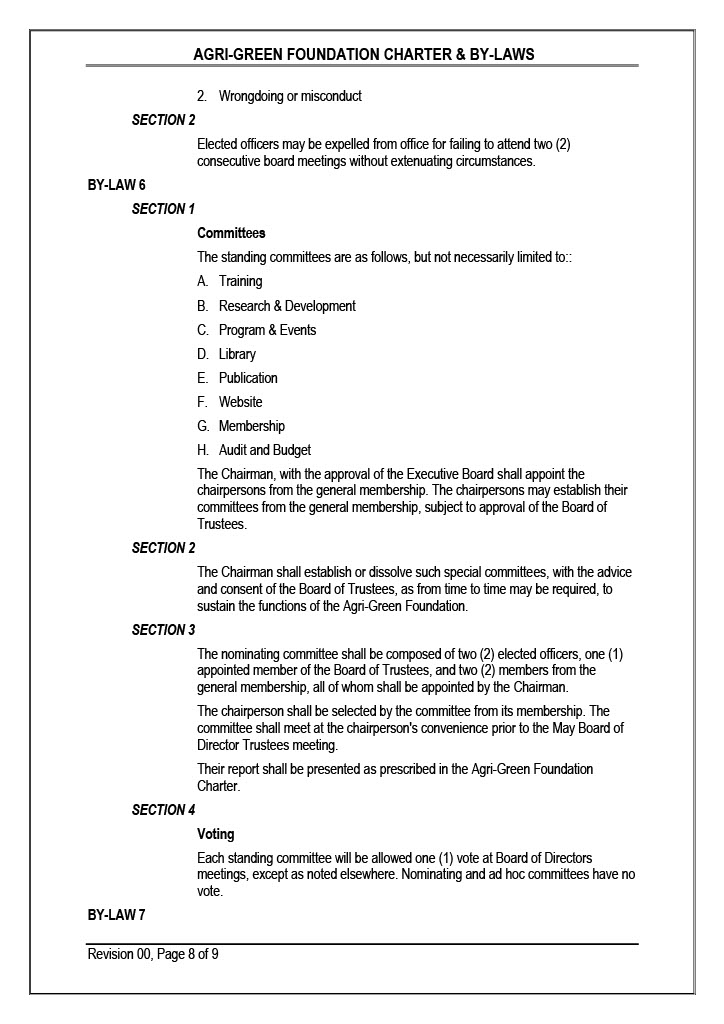 AGRI-GREEN FOUNDATION CHARTER & BY-LAWS
2. Wrongdoing or misconduct
SECTION 2
Elected officers may be expelled from office for failing to attend two (2)
consecutive board meetings without extenuating circumstances.
BY-LAW 6
SECTION 1
Committees
The standing committees are as follows, but not necessarily limited to::
A. Training
B. Research & Development
C. Program & Events
D. Library
E. Publication
F. Website
G. Membership
H. Audit and Budget
The Chairman, with the approval of the Executive Board shall appoint the
chairpersons from the general membership. The chairpersons may establish their
committees from the general membership, subject to approval of the Board of
Trustees.
SECTION 2
The Chairman shall establish or dissolve such special committees, with the advice
and consent of the Board of Trustees, as from time to time may be required, to
sustain the functions of the Agri-Green Foundation.
SECTION 3
The nominating committee shall be composed of two (2) elected officers, one (1)
appointed member of the Board of Trustees, and two (2) members from the
general membership, all of whom shall be appointed by the Chairman.
The chairperson shall be selected by the committee from its membership. The
committee shall meet at the chairperson's convenience prior to the May Board of
Director Trustees meeting.
Their report shall be presented as prescribed in the Agri-Green Foundation
Charter.
SECTION 4
Voting
Each standing committee will be allowed one (1) vote at Board of Directors
meetings, except as noted elsewhere. Nominating and ad hoc committees have no
vote.
BY-LAW 7
Revision 00, Page 8 of 9